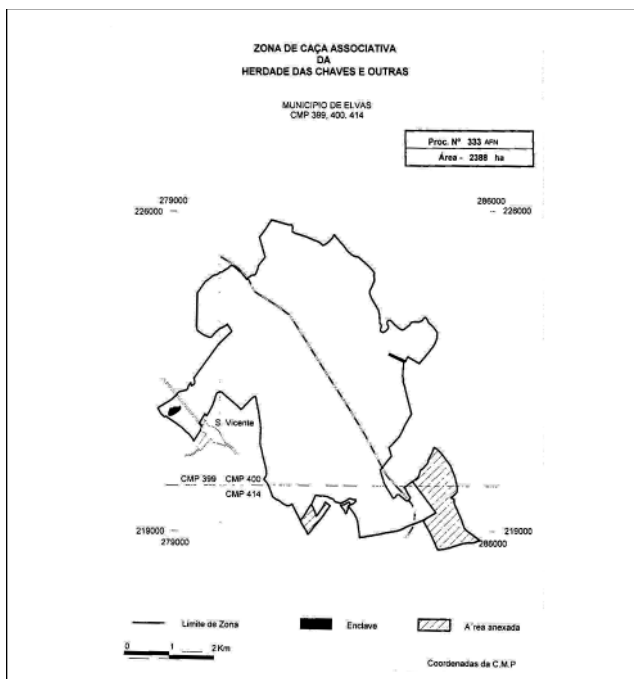 ZONA DE CAÇA ASSOCIATIVA
DA
HERDADE DAS CHAVES E OUTRAS
MUNICIPIO DE ELVAS
CMP 399, 400, 414
Proc. Nº 333 AFN
Área - 2388 ha
279000
226000
286000
226000
S. Vicente
CMP 399 CMP 400
CMP 414
219000
279000
219000
286000
Limite de Zona
Enclave
A´rea anexada
0 1 2 Km
Coordenadas da C.M.P